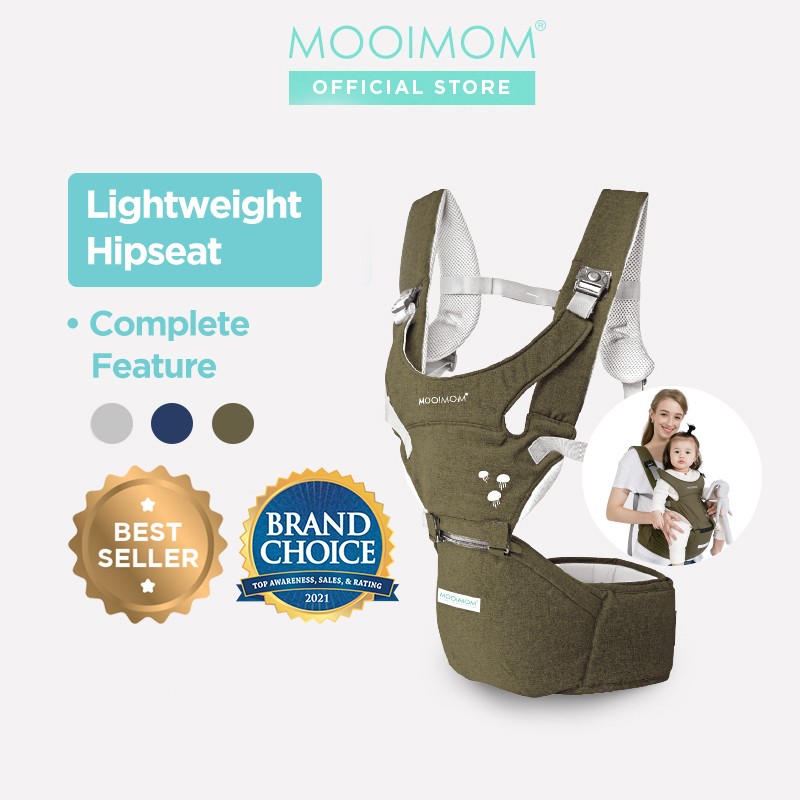 MOOIMOM®
OFFICIAL STORE
Lightweight
Hipseat
• Complete
Feature
BEST
SELLER
BRAND
CHOICE
TOP AWARENESS, SALES, & RATING
2021
MOOIMOM
MOOIMOM